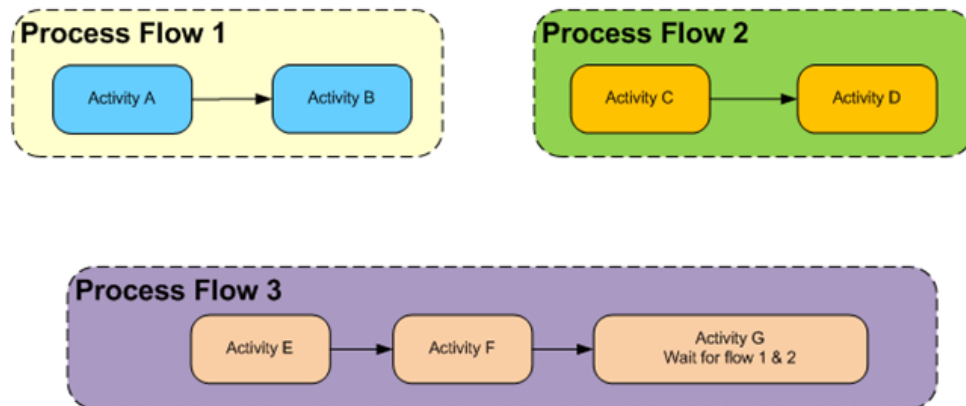 Process Flow 1
Activity A
Activity B
Process Flow 2
Activity C
Activity D
Process Flow 3
Activity E
Activity F
Activity G
Wait for flow 1 & 2